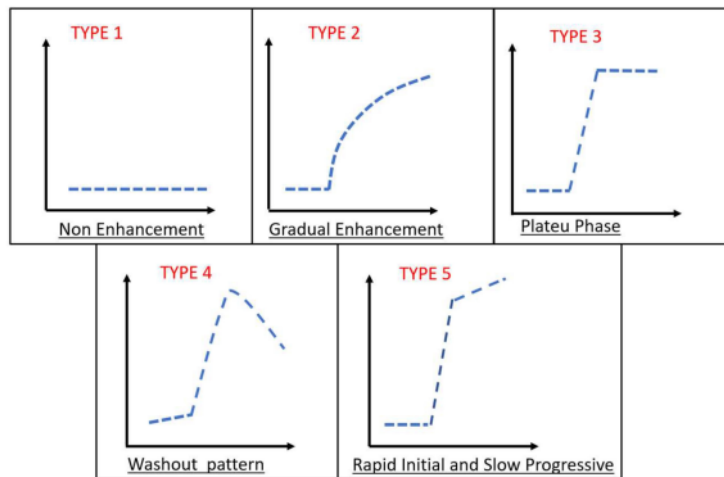 TYPE 1
TYPE 2
TYPE 3
Non Enhancement
Gradual Enhancement
Plateu Phase
TYPE 4
TYPE 5
Washout pattern
Rapid Initial and Slow Progressive